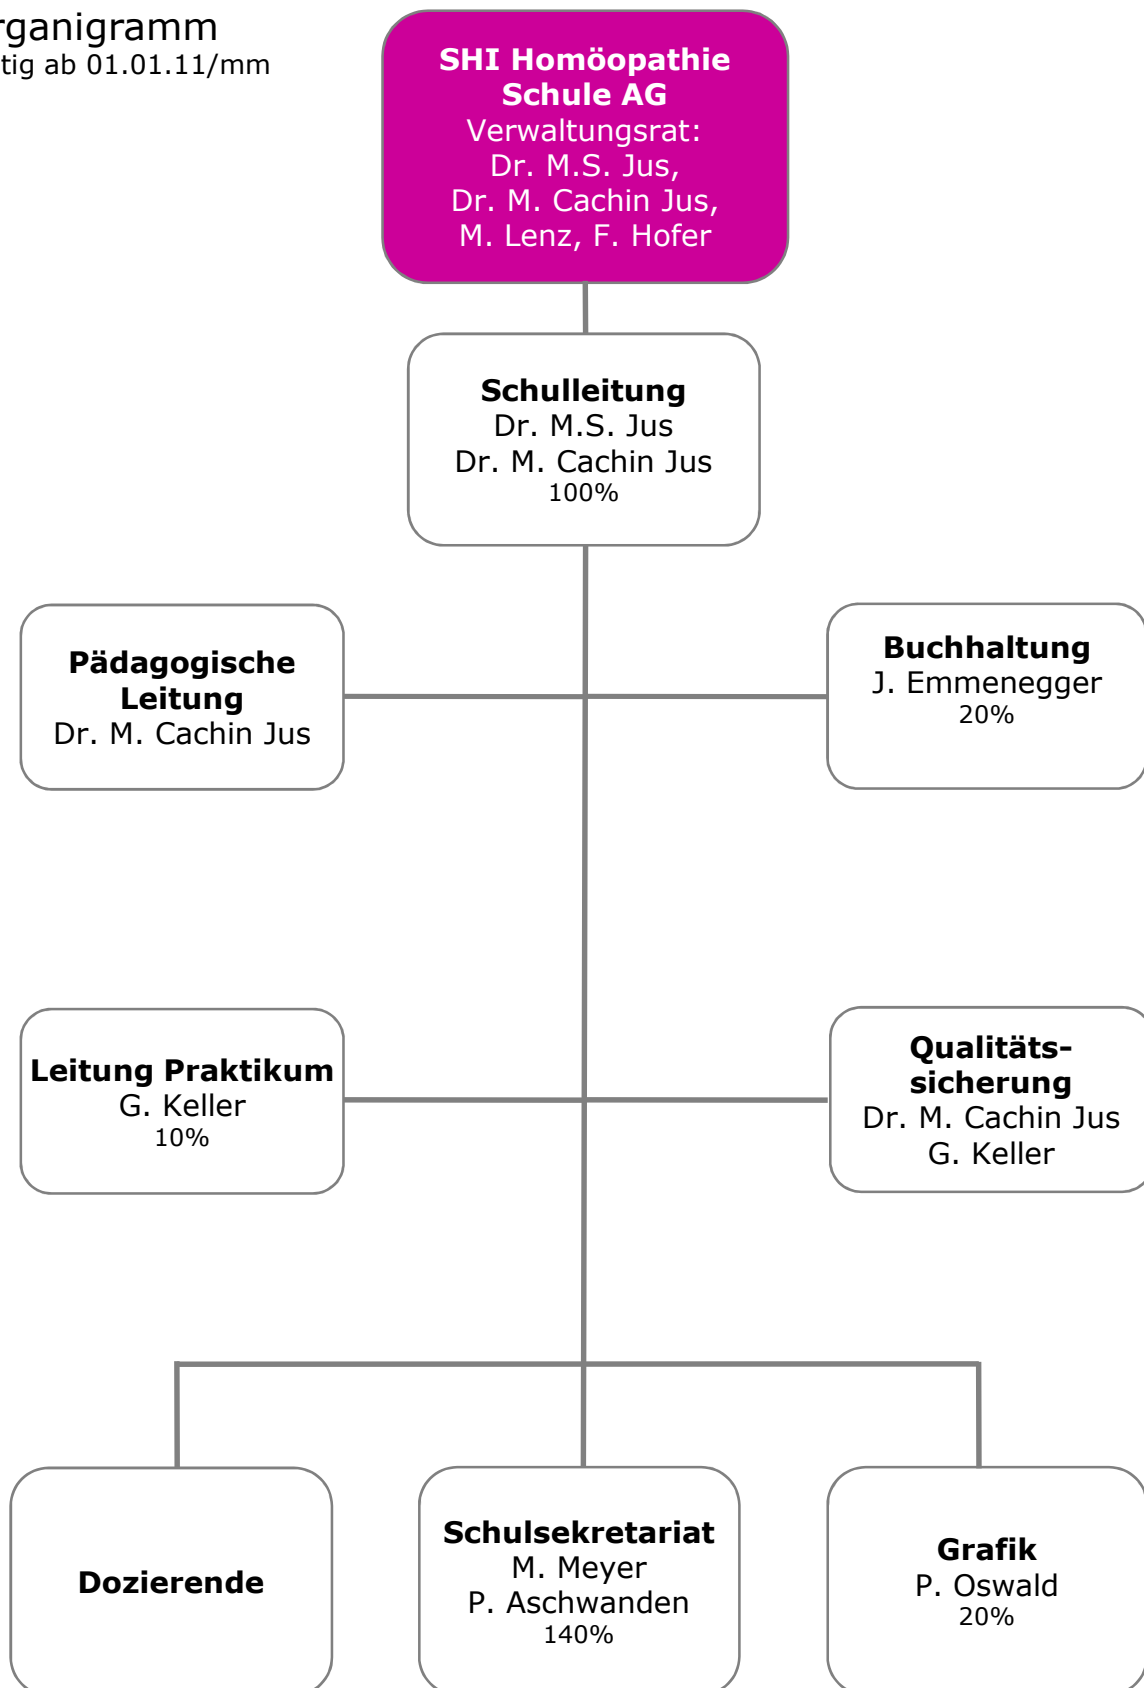 rganigramm
tig ab 01.01.11/mm
SHI Homöopathie
Schule AG
Verwaltungsrat:
Dr. M.S. Jus,
Dr. M. Cachin Jus,
M. Lenz, F. Hofer
Schulleitung
Dr. M.S. Jus
Dr. M. Cachin Jus
100%
Pädagogische
Leitung
Dr. M. Cachin Jus
Buchhaltung
J. Emmenegger
20%
Leitung Praktikum
G. Keller
10%
Qualitäts-
sicherung
Dr. M. Cachin Jus
G. Keller
Dozierende
Schulsekretariat
M. Meyer
P. Aschwanden
140%
Grafik
P. Oswald
20%